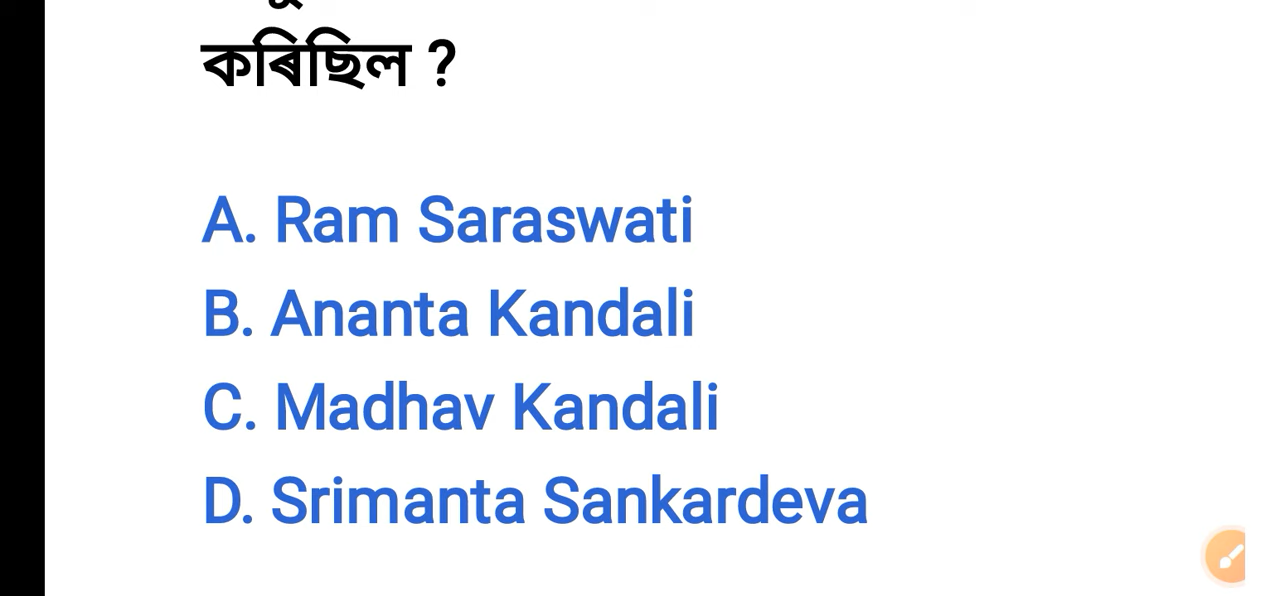 কৰিছিল ?
A. Ram Saraswati
B. Ananta Kandali
C. Madhav Kandali
D. Srimanta Sankardeva